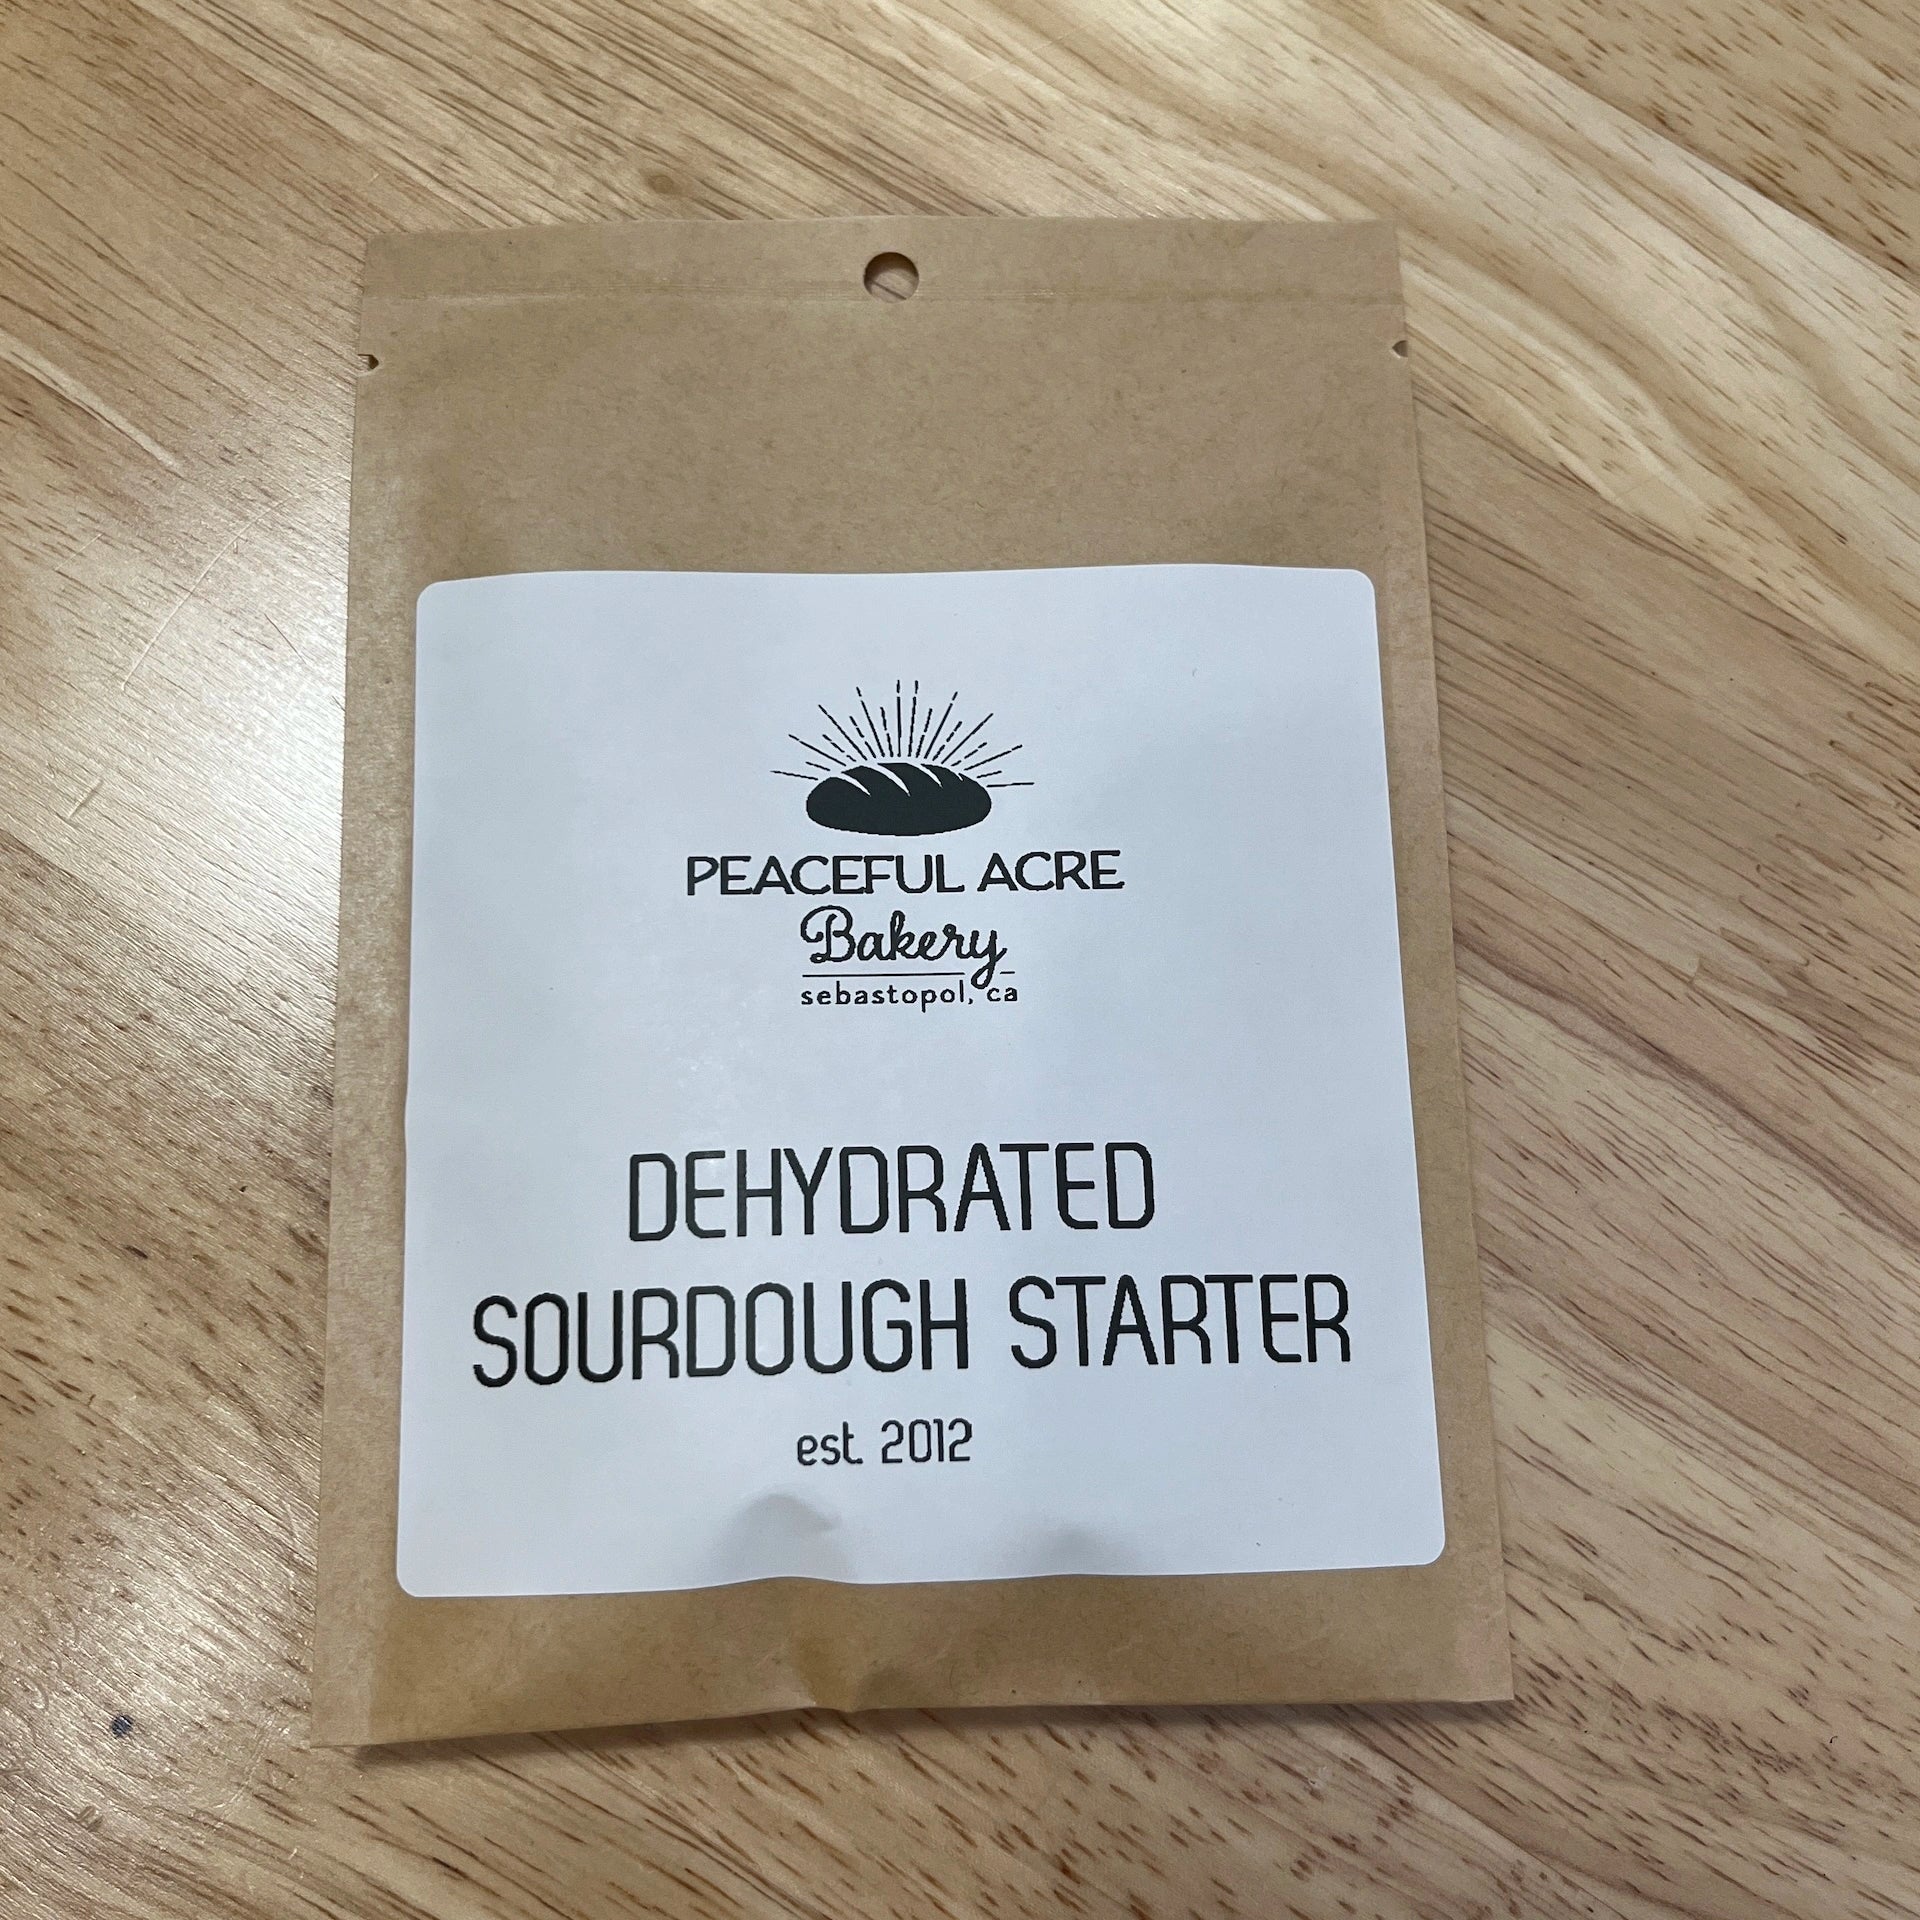 PEACEFUL ACRE
Bakery
sebastopol, ca
DEHYDRATED
SOURDOUGH STARTER
est. 2012